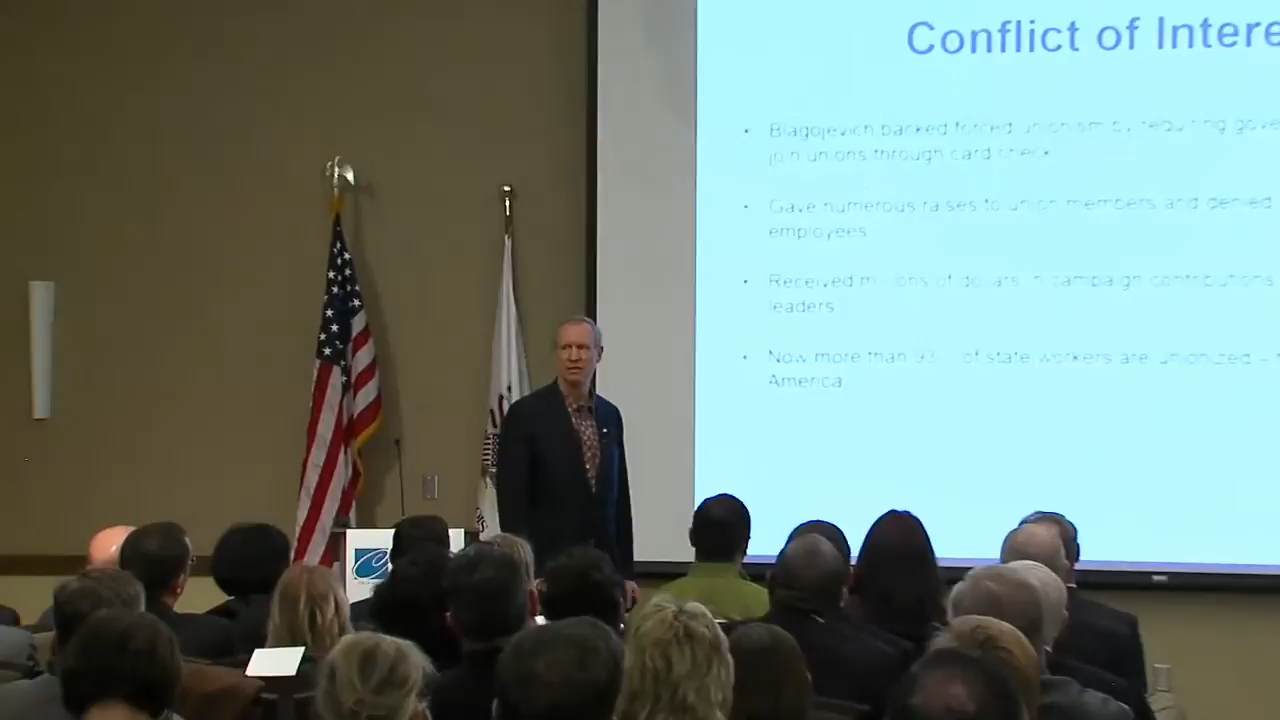 Conflict of Intere
• Blagojevich backed forced unionism by requiring gove
join unions through card check
• Gave numerous raises to union members and denied
employees
• Received millions of dollars in campaign contributions
leaders
• Now more than 93 of state workers are unionized
America